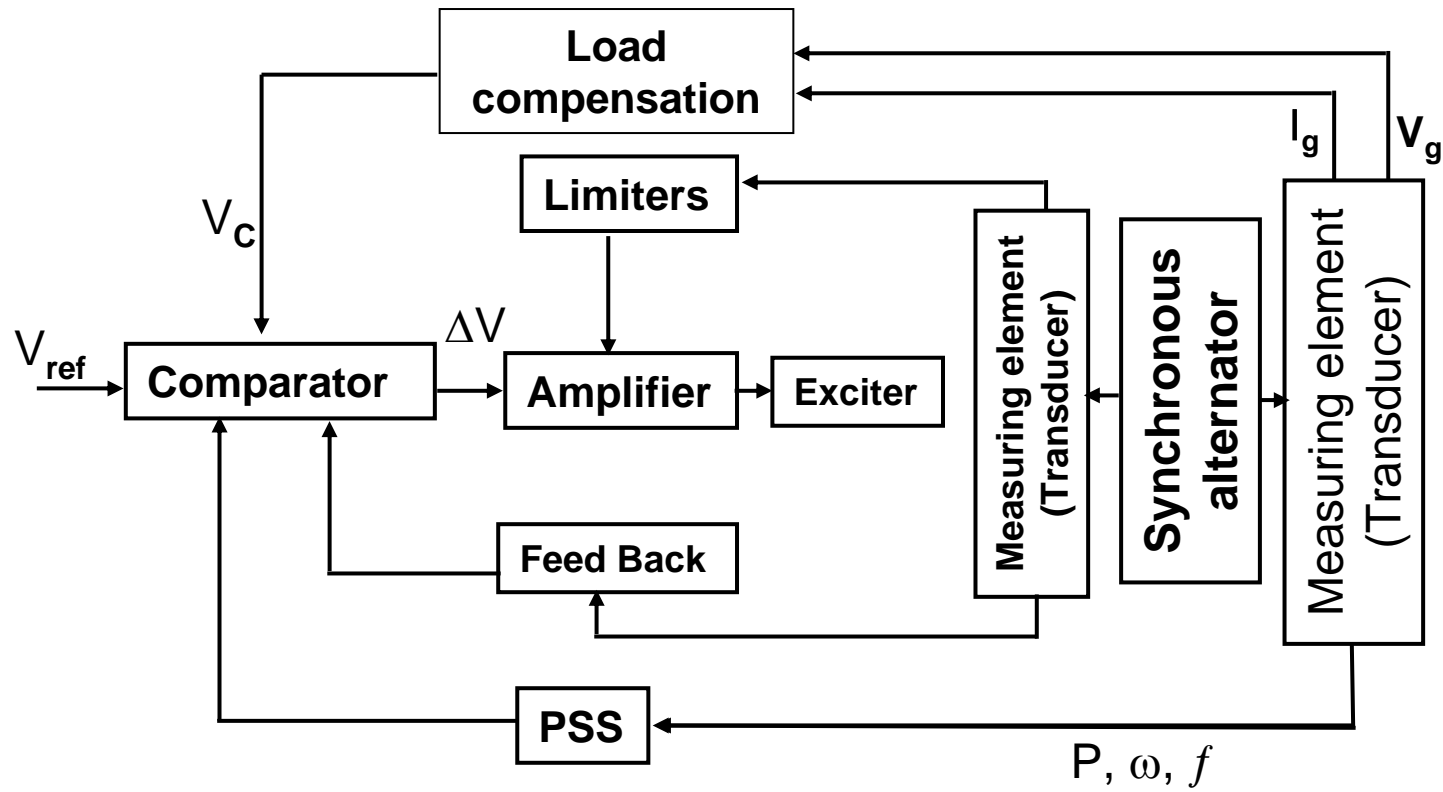 Load
compensation
I_g
V_g
Limiters
V_C
Measuring element
(Transducer)
Synchronous
alternator
Measuring element
(Transducer)
ΔV
V_ref
Comparator
Amplifier
Exciter
Feed Back
PSS
P, ω, f